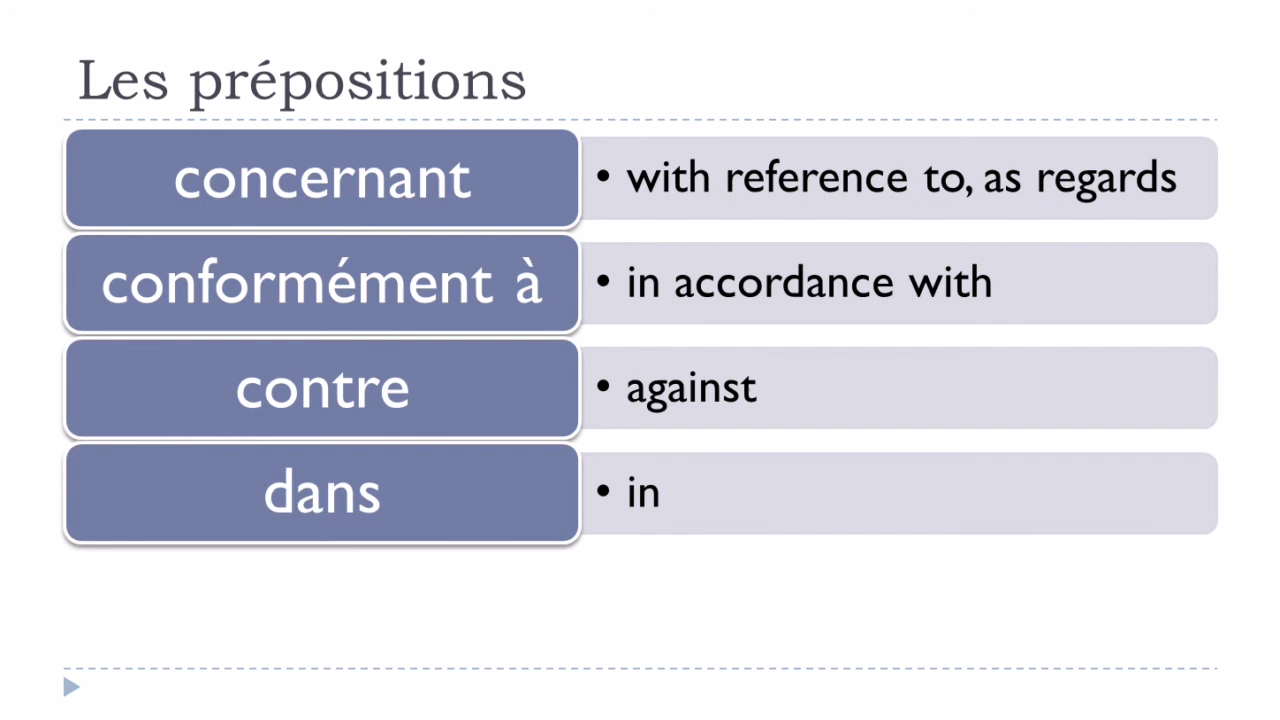 Les prépositions
concernant
• with reference to, as regards
conformément à
• in accordance with
contre
• against
dans
• in